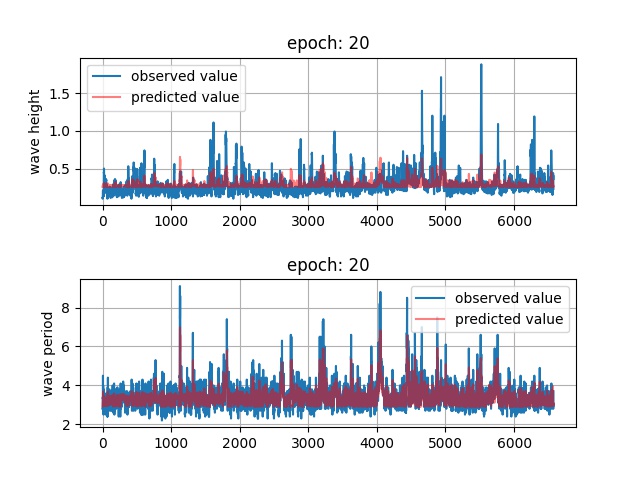 epoch: 20
observed value
predicted value
wave height
1.5
1.0
0.5
0 1000 2000 3000 4000 5000 6000
epoch: 20
observed value
predicted value
wave period
8
6
4
2
0 1000 2000 3000 4000 5000 6000